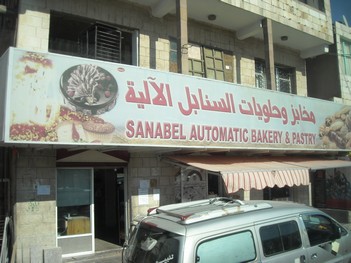 مخابز وحلويات السنابل الآلية
SANABEL AUTOMATIC BAKERY & PASTRY